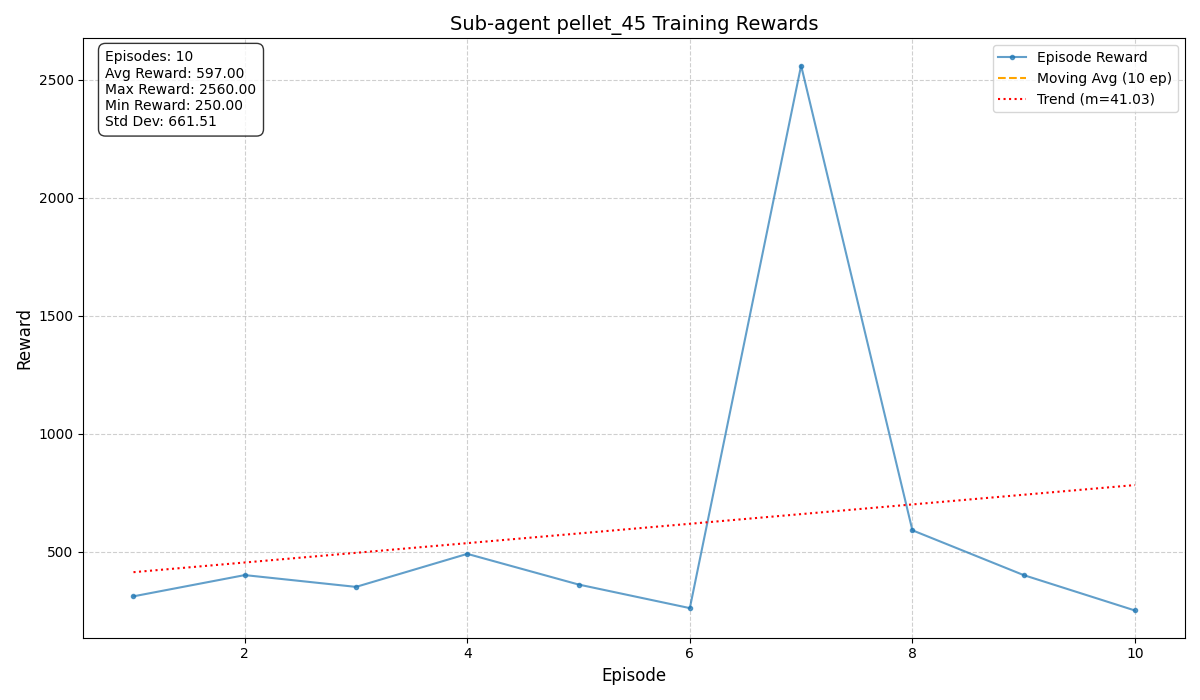 Sub-agent pellet_45 Training Rewards
Episodes: 10
Avg Reward: 597.00
Max Reward: 2560.00
Min Reward: 250.00
Std Dev: 661.51
Episode Reward
Moving Avg (10 ep)
Trend (m=41.03)
2500
2000
1500
1000
500
Reward
2
4
6
8
10
Episode